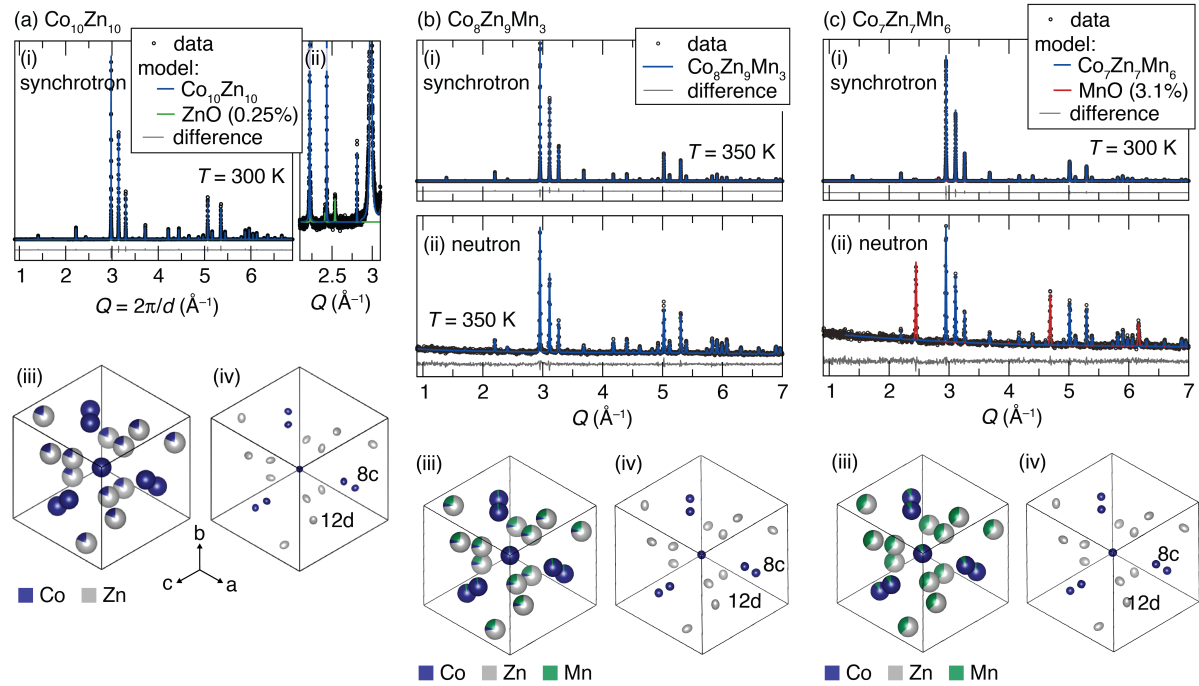 (a) Co10Zn10
(i)
synchrotron
data
model:
Co10Zn10
ZnO (0.25%)
difference
T = 300 K
(ii)
1 2 3 4 5 6
Q = 2π/d (Å–1)
2.5 3
Q (Å–1)
(iii)
(iv)
8c
12d
b
c
a
Co Zn
(b) Co8Zn9Mn3
(i)
synchrotron
data
Co8Zn9Mn3
difference
T = 350 K
(ii) neutron
T = 350 K
1 2 3 4 5 6 7
Q (Å–1)
(iii)
(iv)
8c
12d
Co Zn Mn
(c) Co7Zn7Mn6
(i)
synchrotron
data
model:
Co7Zn7Mn6
MnO (3.1%)
difference
T = 300 K
(ii) neutron
1 2 3 4 5 6 7
Q (Å–1)
(iii)
(iv)
8c
12d
Co Zn Mn